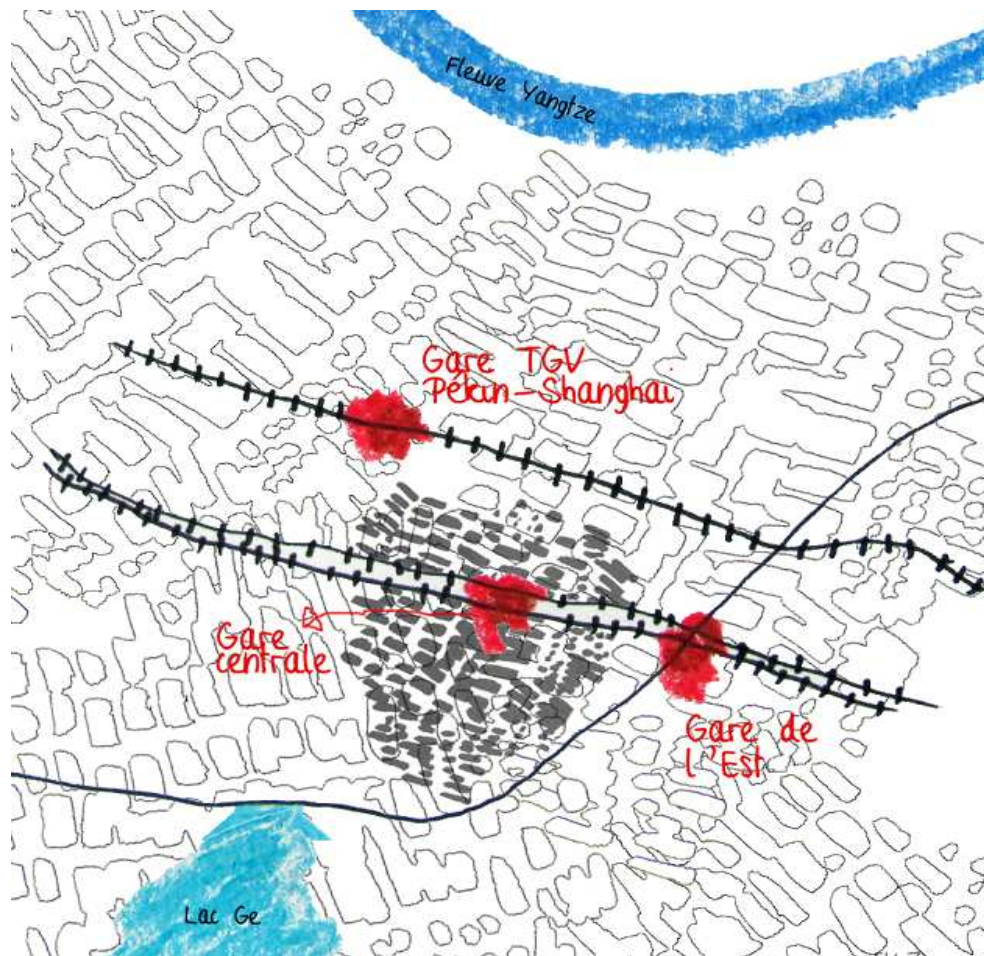 Fleuve Yangtze
Gare TGV
Pékin-Shanghai
Gare
centrale
Gare de
l'Est
Lac Ge